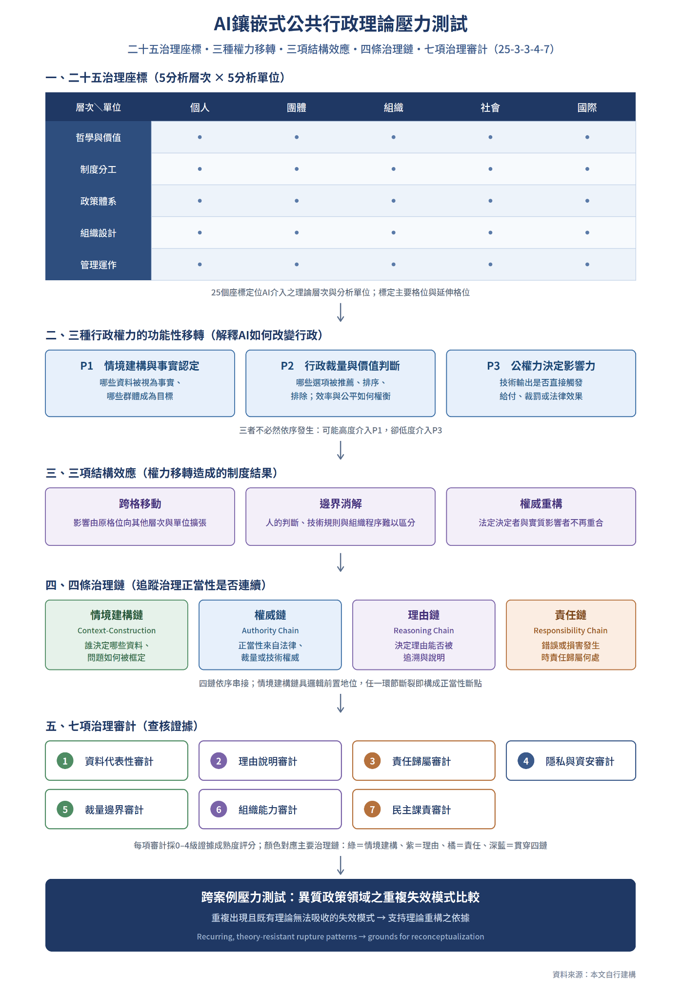 AI鑲嵌式公共行政理論壓力測試
二十五治理座標・三種權力移轉・三項結構效應・四條治理鏈・七項治理審計（25-3-3-4-7）
一、二十五治理座標（5分析層次 × 5分析單位）
層次＼單位 個人 團體 組織 社會 國際
哲學與價值 • • • • •
制度分工 • • • • •
政策體系 • • • • •
組織設計 • • • • •
管理運作 • • • • •
25個座標定位AI介入之理論層次與分析單位；標定主要格位與延伸格位
↓
二、三種行政權力的功能性移轉（解釋AI如何改變行政）
P1 情境建構與事實認定
哪些資料被視為事實、
哪些群體成為目標
P2 行政裁量與價值判斷
哪些選項被推薦、排序、
排除；效率與公平如何權衡
P3 公權力決定影響力
技術輸出是否直接觸發
給付、裁罰或法律效果
三者不必然依序發生：可能高度介入P1，卻低度介入P3
↓
三、三項結構效應（權力移轉造成的制度結果）
跨格移動
影響由原格位向其他層次與單位擴張
邊界消解
人的判斷、技術規則與組織程序難以區分
權威重構
法定決定者與實質影響者不再重合
↓
四、四條治理鏈（追蹤治理正當性是否連續）
情境建構鏈
Context-Construction
誰決定哪些資料、
問題如何被框定
權威鏈
Authority Chain
正當性來自法律、
裁量或技術權威
理由鏈
Reasoning Chain
決定理由能否被
追溯與說明
責任鏈
Responsibility Chain
錯誤或損害發生
時責任歸屬何處
四鏈依序串接；情境建構鏈具邏輯前置地位，任一環節斷裂即構成正當性斷點
↓
五、七項治理審計（查核證據）
1 資料代表性審計
2 理由說明審計
3 責任歸屬審計
4 隱私與資安審計
5 裁量邊界審計
6 組織能力審計
7 民主課責審計
每項審計採0–4級證據成熟度評分；顏色對應主要治理鏈：綠＝情境建構、紫＝理由、橘＝責任、深藍＝貫穿四鏈
↓
跨案例壓力測試：異質政策領域之重複失效模式比較
重複出現且既有理論無法吸收的失效模式 → 支持理論重構之依據
Recurring, theory-resistant rupture patterns → grounds for reconceptualization
資料來源：本文自行建構